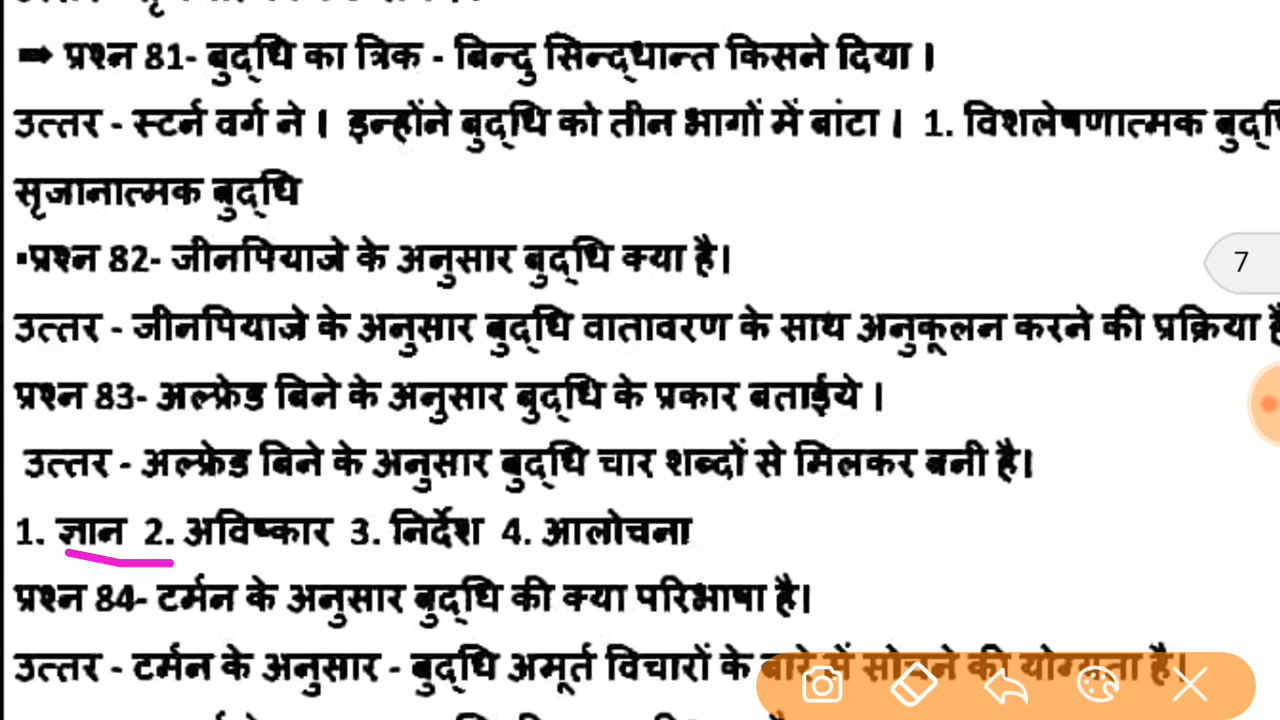 ➡ प्रश्न 81- बुद्धि का त्रिक - बिन्दु सिन्द्धान्त किसने दिया ।
उत्तर - स्टर्न वर्ग ने । इन्होंने बुद्धि को तीन भागों में बांटा । 1. विशलेषणात्मक
सृजानात्मक बुद्धि
▪प्रश्न 82- जीनपियाजे के अनुसार बुद्धि क्या है।
7
उत्तर - जीनपियाजे के अनुसार बुद्धि वातावरण के साथ अनुकूलन करने की प्रक्रिया
प्रश्न 83- अल्फ्रेड बिने के अनुसार बुद्धि के प्रकार बताईये ।
उत्तर - अल्फ्रेड बिने के अनुसार बुद्धि चार शब्दों से मिलकर बनी है।
1. ज्ञान 2. अविष्कार 3. निर्देश 4. आलोचना
प्रश्न 84- टर्मन के अनुसार बुद्धि की क्या परिभाषा है।
उत्तर - टर्मन के अनुसार - बुद्धि अमूर्त विचारों के बारे में सोचने की योग्यता है।